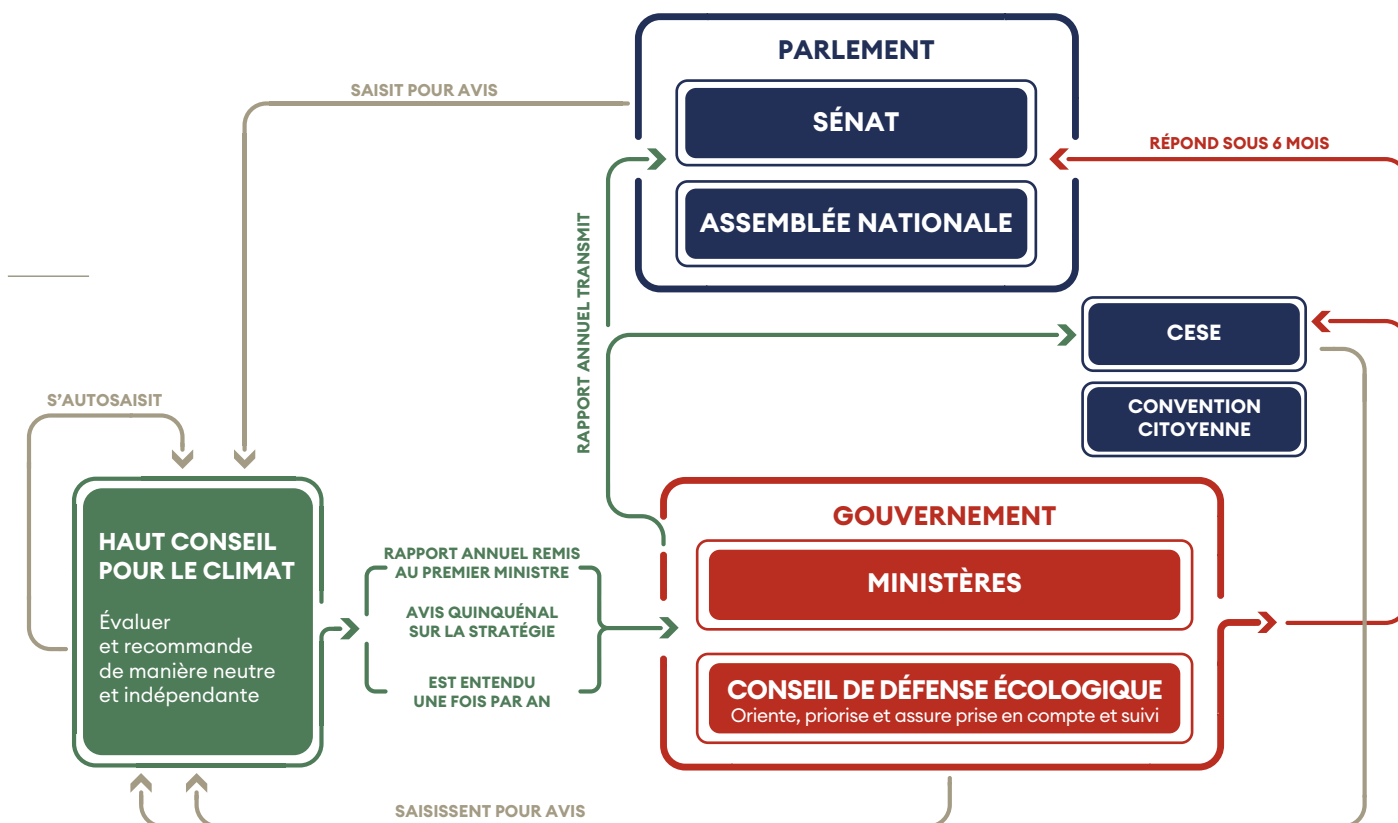 PARLEMENT
SAISIT POUR AVIS
SÉNAT
RÉPOND SOUS 6 MOIS
ASSEMBLÉE NATIONALE
RAPPORT ANNUEL TRANSMIT
CESE
S'AUTOSAISIT
CONVENTION
CITOYENNE
GOUVERNEMENT
HAUT CONSEIL
POUR LE CLIMAT
Évaluer
et recommande
de manière neutre
et indépendante
RAPPORT ANNUEL REMIS
AU PREMIER MINISTRE
AVIS QUINQUÉNAL
SUR LA STRATÉGIE
EST ENTENDU
UNE FOIS PAR AN
MINISTÈRES
CONSEIL DE DÉFENSE ÉCOLOGIQUE
Oriente, priorise et assure prise en compte et suivi
SAISISSENT POUR AVIS